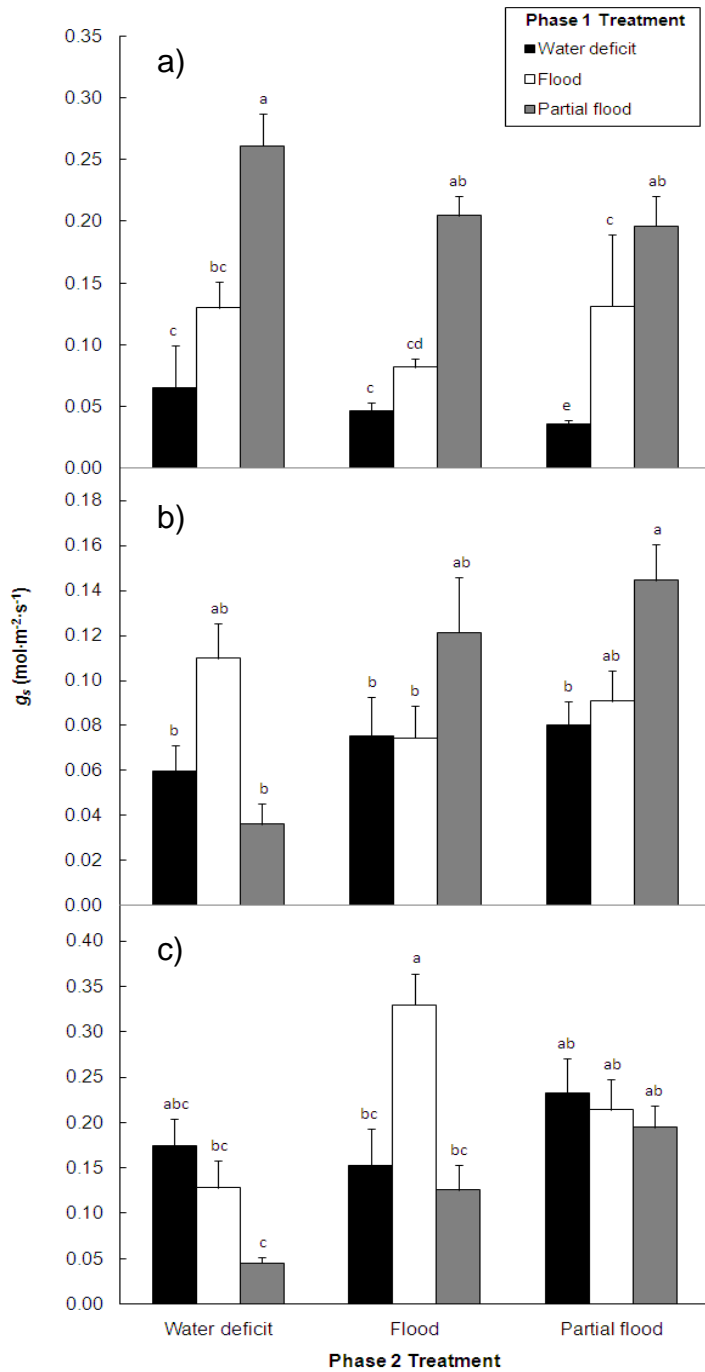 Phase 1 Treatment
Water deficit
Flood
Partial flood
a)
0.35
0.30
0.25
0.20
0.15
0.10
0.05
0.00
c
bc
a
c
cd
ab
e
c
ab
b)
0.18
0.16
0.14
0.12
0.10
0.08
0.06
0.04
0.02
0.00
b
ab
b
b
b
ab
b
ab
a
gs (mol·m-2·s-1)
c)
0.40
0.35
0.30
0.25
0.20
0.15
0.10
0.05
0.00
abc
bc
c
bc
a
bc
ab
ab
ab
Water deficit Flood Partial flood
Phase 2 Treatment